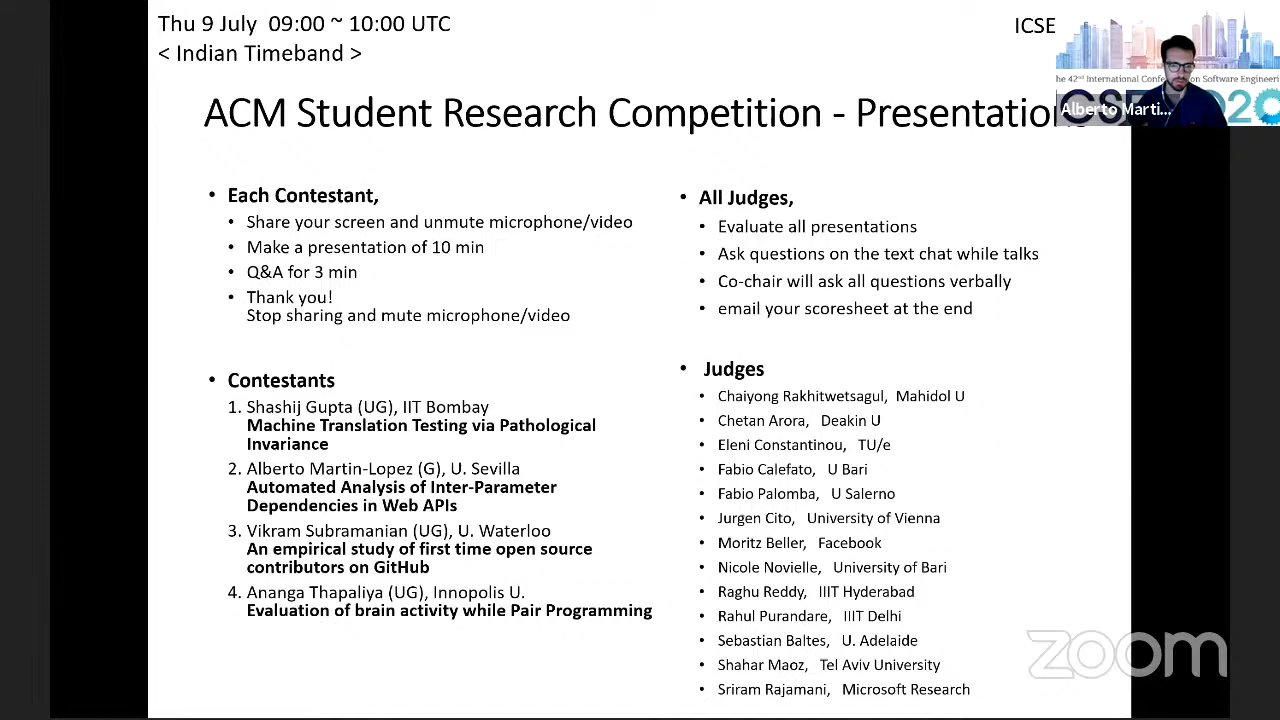 Thu 9 July 09:00 ~ 10:00 UTC
< Indian Timeband >
ICSE
he 42nd International Conf on Software Engineeri
Alberto Marti...
ACM Student Research Competition - Presentation
• Each Contestant,
• Share your screen and unmute microphone/video
• Make a presentation of 10 min
• Q&A for 3 min
• Thank you!
Stop sharing and mute microphone/video
• Contestants
1. Shashij Gupta (UG), IIT Bombay
Machine Translation Testing via Pathological
Invariance
2. Alberto Martin-Lopez (G), U. Sevilla
Automated Analysis of Inter-Parameter
Dependencies in Web APIs
3. Vikram Subramanian (UG), U. Waterloo
An empirical study of first time open source
contributors on GitHub
4. Ananga Thapaliya (UG), Innopolis U.
Evaluation of brain activity while Pair Programming
• All Judges,
• Evaluate all presentations
• Ask questions on the text chat while talks
• Co-chair will ask all questions verbally
• email your scoresheet at the end
• Judges
• Chaiyong Rakhitwetsagul, Mahidol U
• Chetan Arora, Deakin U
• Eleni Constantinou, TU/e
• Fabio Calefato, U Bari
• Fabio Palomba, U Salerno
• Jurgen Cito, University of Vienna
• Moritz Beller, Facebook
• Nicole Novielle, University of Bari
• Raghu Reddy, IIIT Hyderabad
• Rahul Purandare, IIIT Delhi
• Sebastian Baltes, U. Adelaide
• Shahar Maoz, Tel Aviv University
• Sriram Rajamani, Microsoft Research
zoom